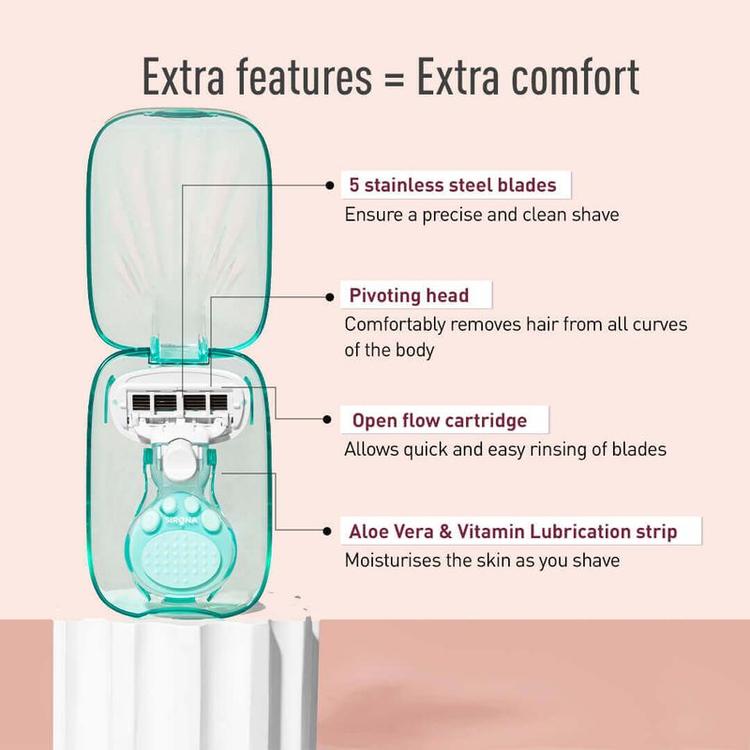 Extra features = Extra comfort
5 stainless steel blades
Ensure a precise and clean shave
Pivoting head
Comfortably removes hair from all curves
of the body
Open flow cartridge
Allows quick and easy rinsing of blades
Aloe Vera & Vitamin Lubrication strip
Moisturises the skin as you shave
SIRONA